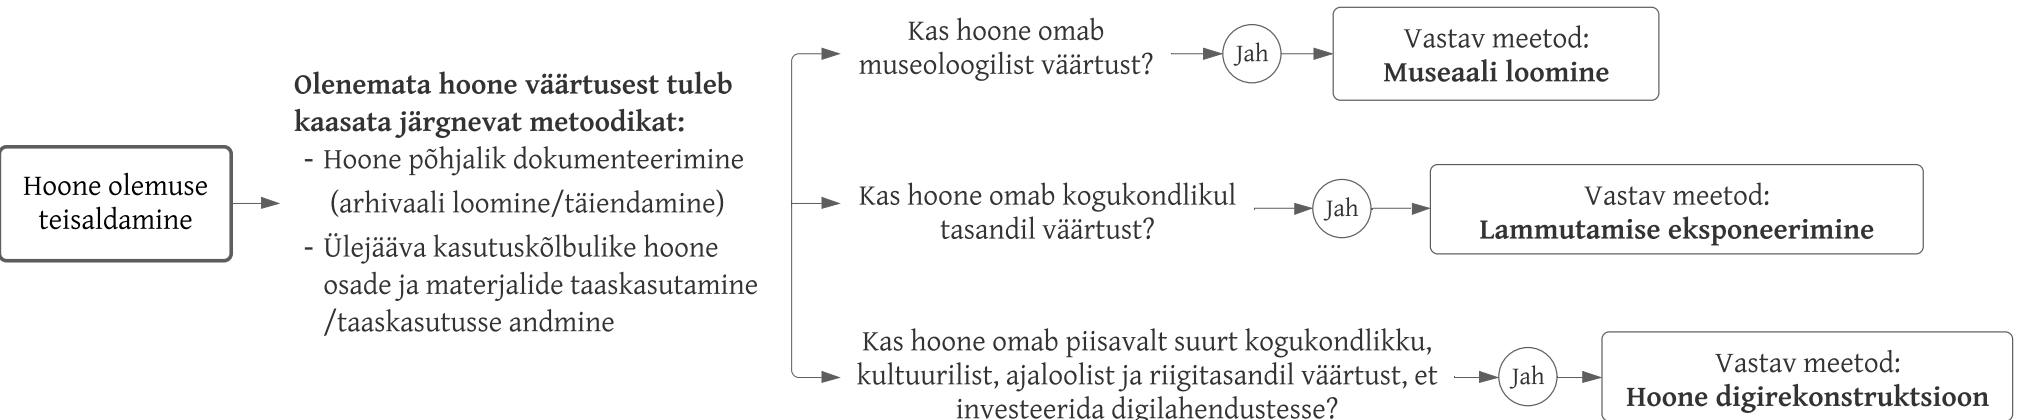 Hoone olemuse
teisaldamine
Olenemata hoone väärtusest tuleb
kaasata järgnevat metoodikat:
- Hoone põhjalik dokumenteerimine
(arhivaali loomine/täiendamine)
- Ülejääva kasutuskõlbulike hoone
osade ja materjalide taaskasutamine
/taaskasutusse andmine
Kas hoone omab
museoloogilist väärtust?
Jah
Vastav meetod:
Museaali loomine
Kas hoone omab kogukondlikul
tasandil väärtust?
Jah
Vastav meetod:
Lammutamise eksponeerimine
Kas hoone omab piisavalt suurt kogukondlikku,
kultuurilist, ajaloolist ja riigitasandil väärtust, et
investeerida digilahendustesse?
Jah
Vastav meetod:
Hoone digirekonstruktsioon